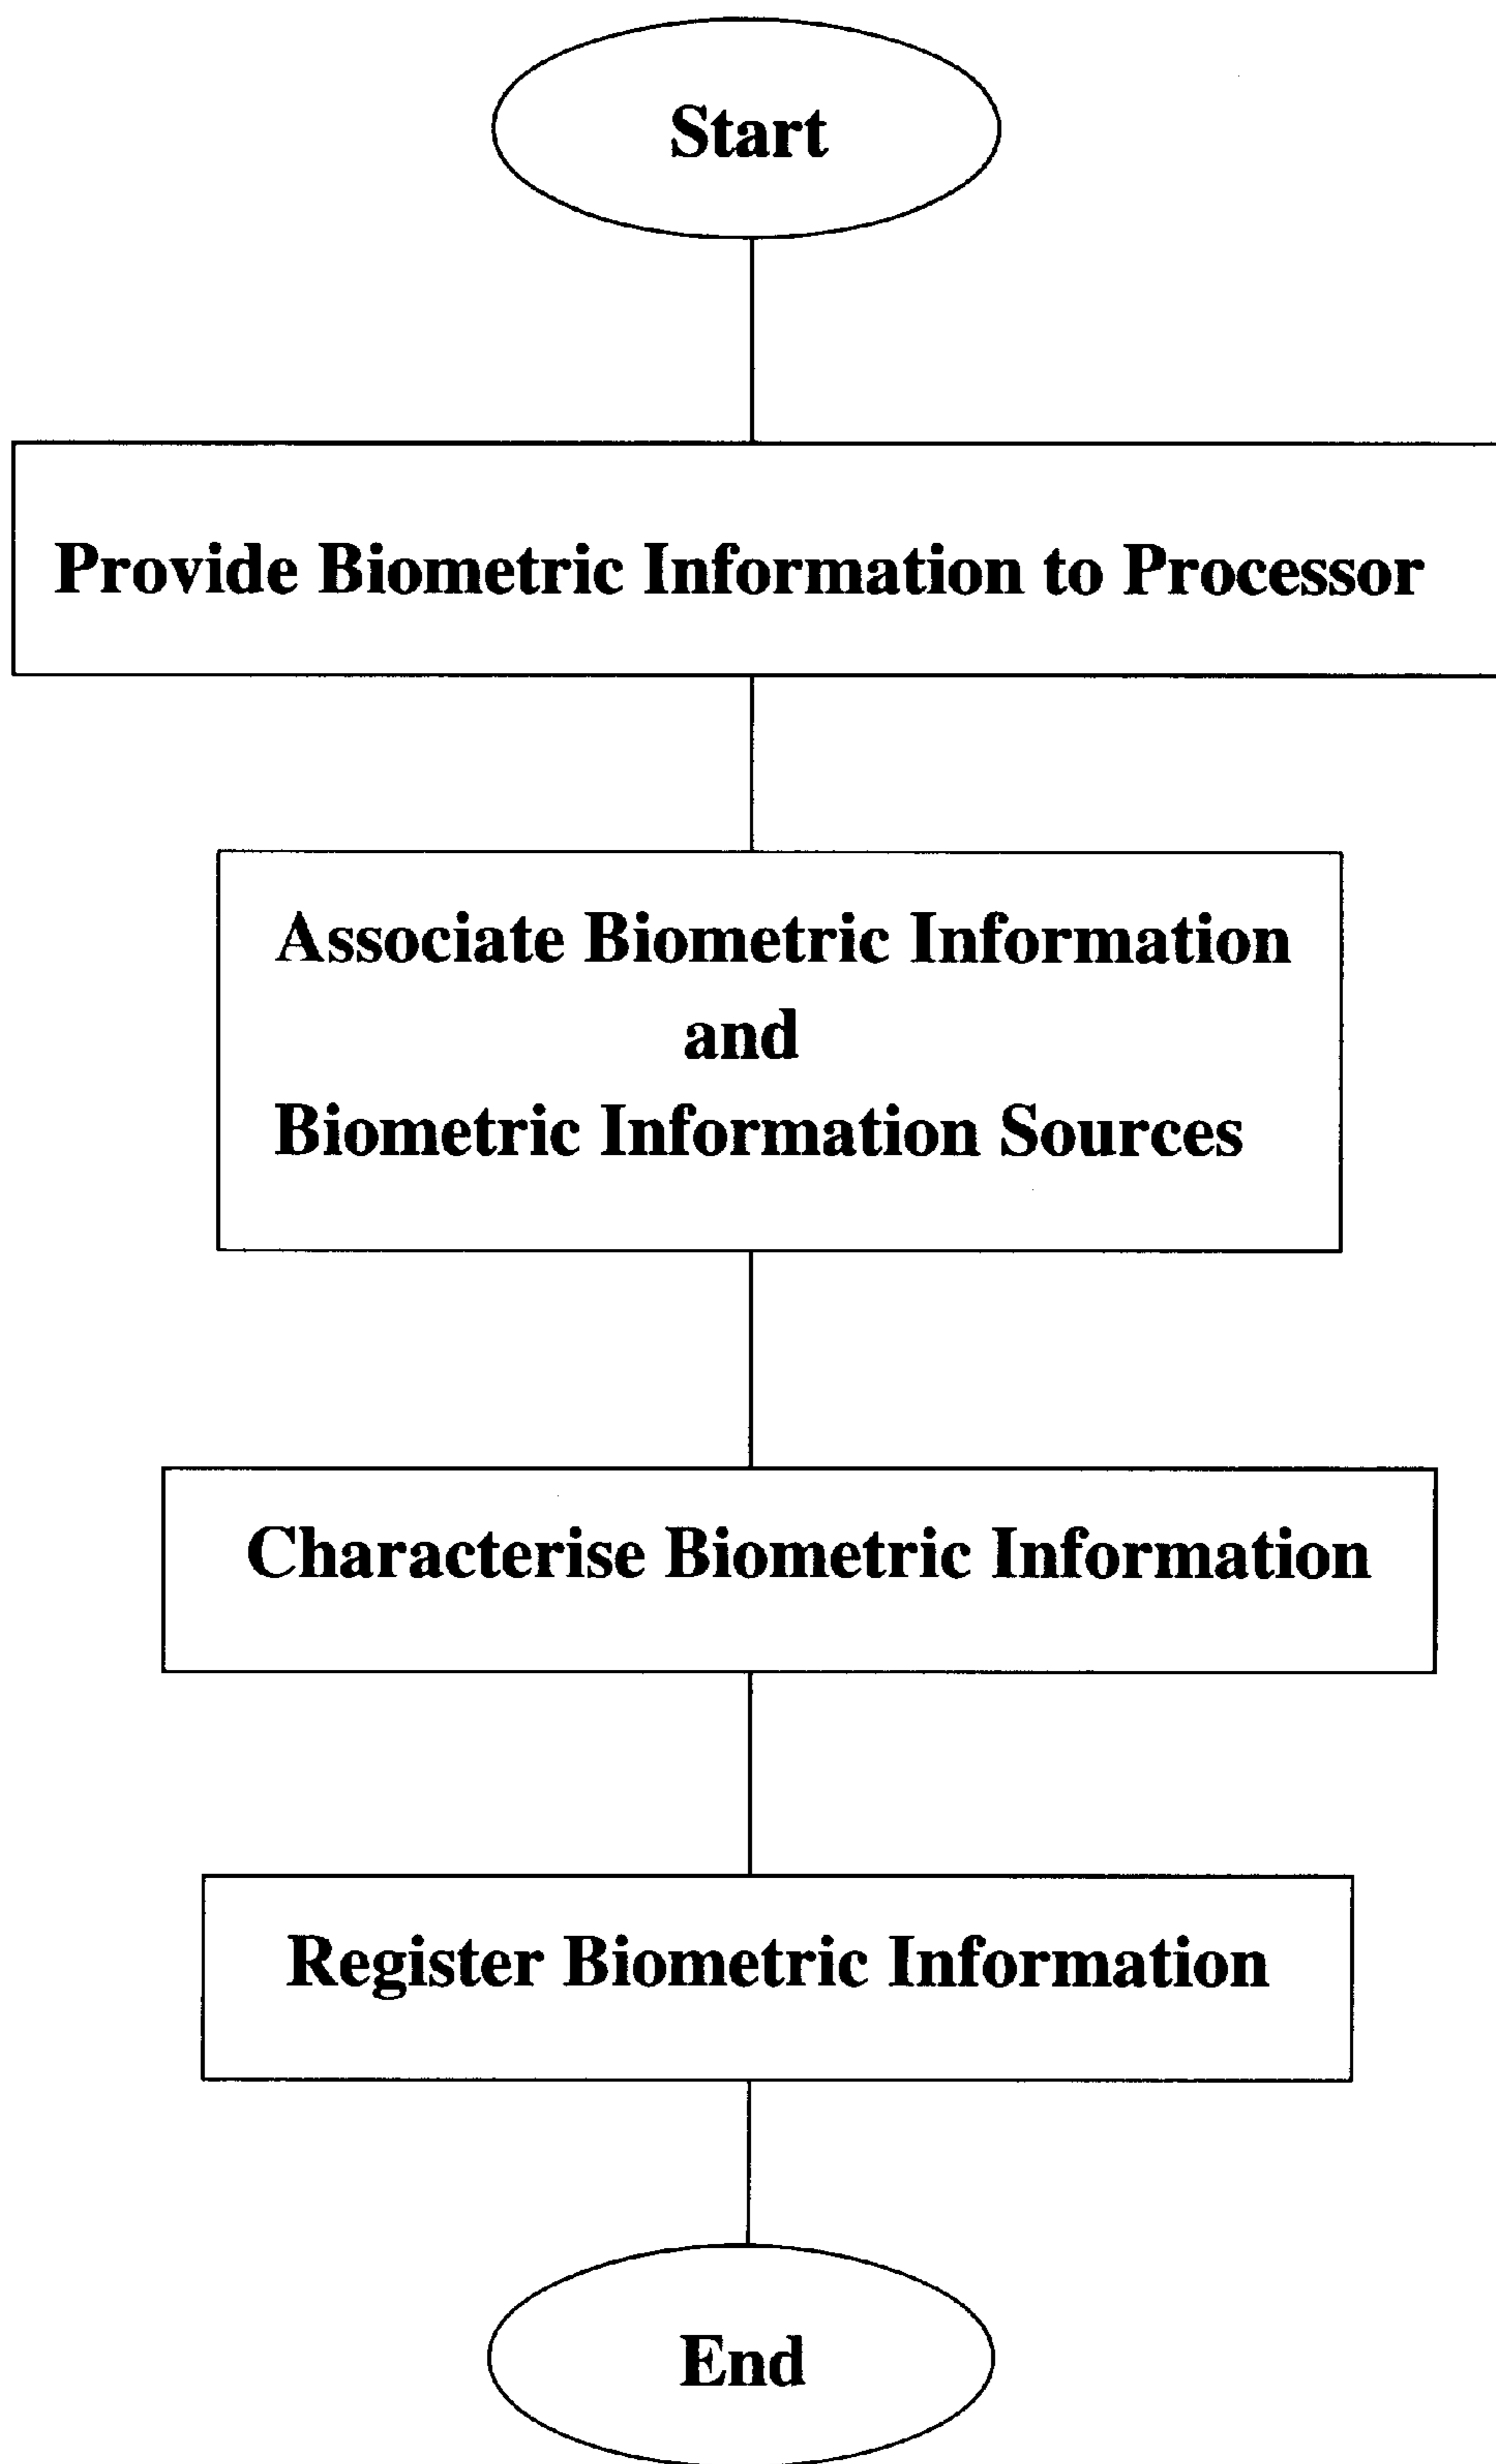 Start
Provide Biometric Information to Processor
Associate Biometric Information
and
Biometric Information Sources
Characterise Biometric Information
Register Biometric Information
End